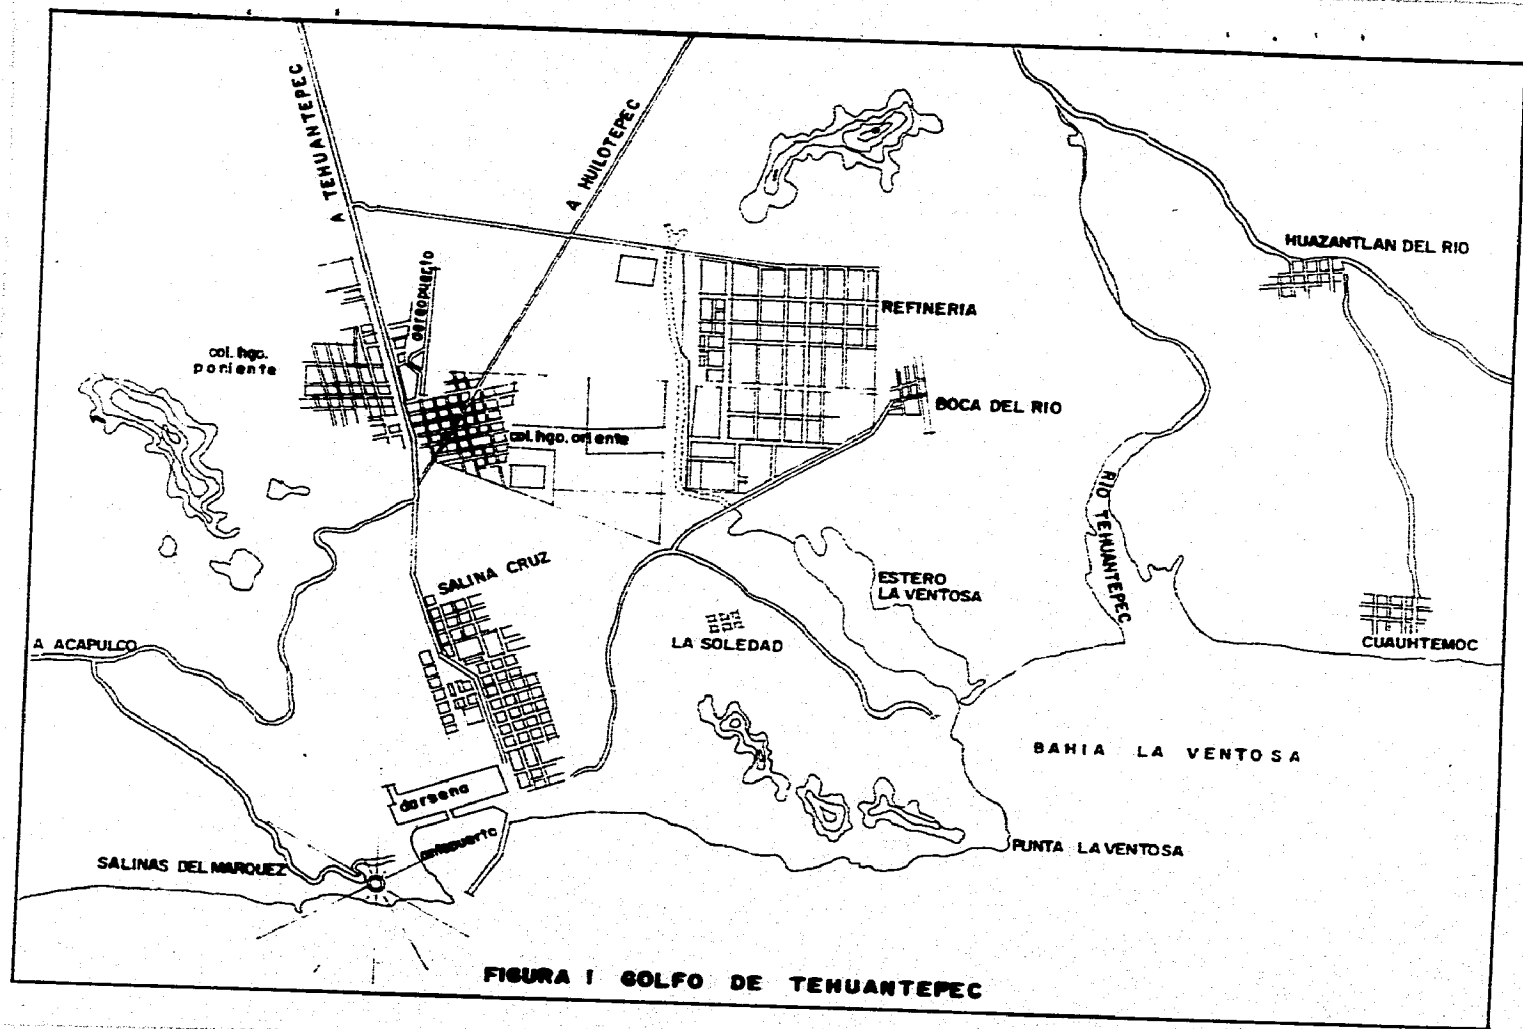 A TEHUANTEPEC
A HUILOTEPEC
HUAZANTLAN DEL RIO
aeropuerto
REFINERIA
col. hgo.
poniente
BOCA DEL RIO
col. hgo. oriente
RIO TEHUANTEPEC
SALINA CRUZ
ESTERO
LA VENTOSA
A ACAPULCO
LA SOLEDAD
CUAUHTEMOC
BAHIA LA VENTOSA
darsena
antepuerto
PUNTA LA VENTOSA
SALINAS DEL MARQUEZ
FIGURA I GOLFO DE TEHUANTEPEC